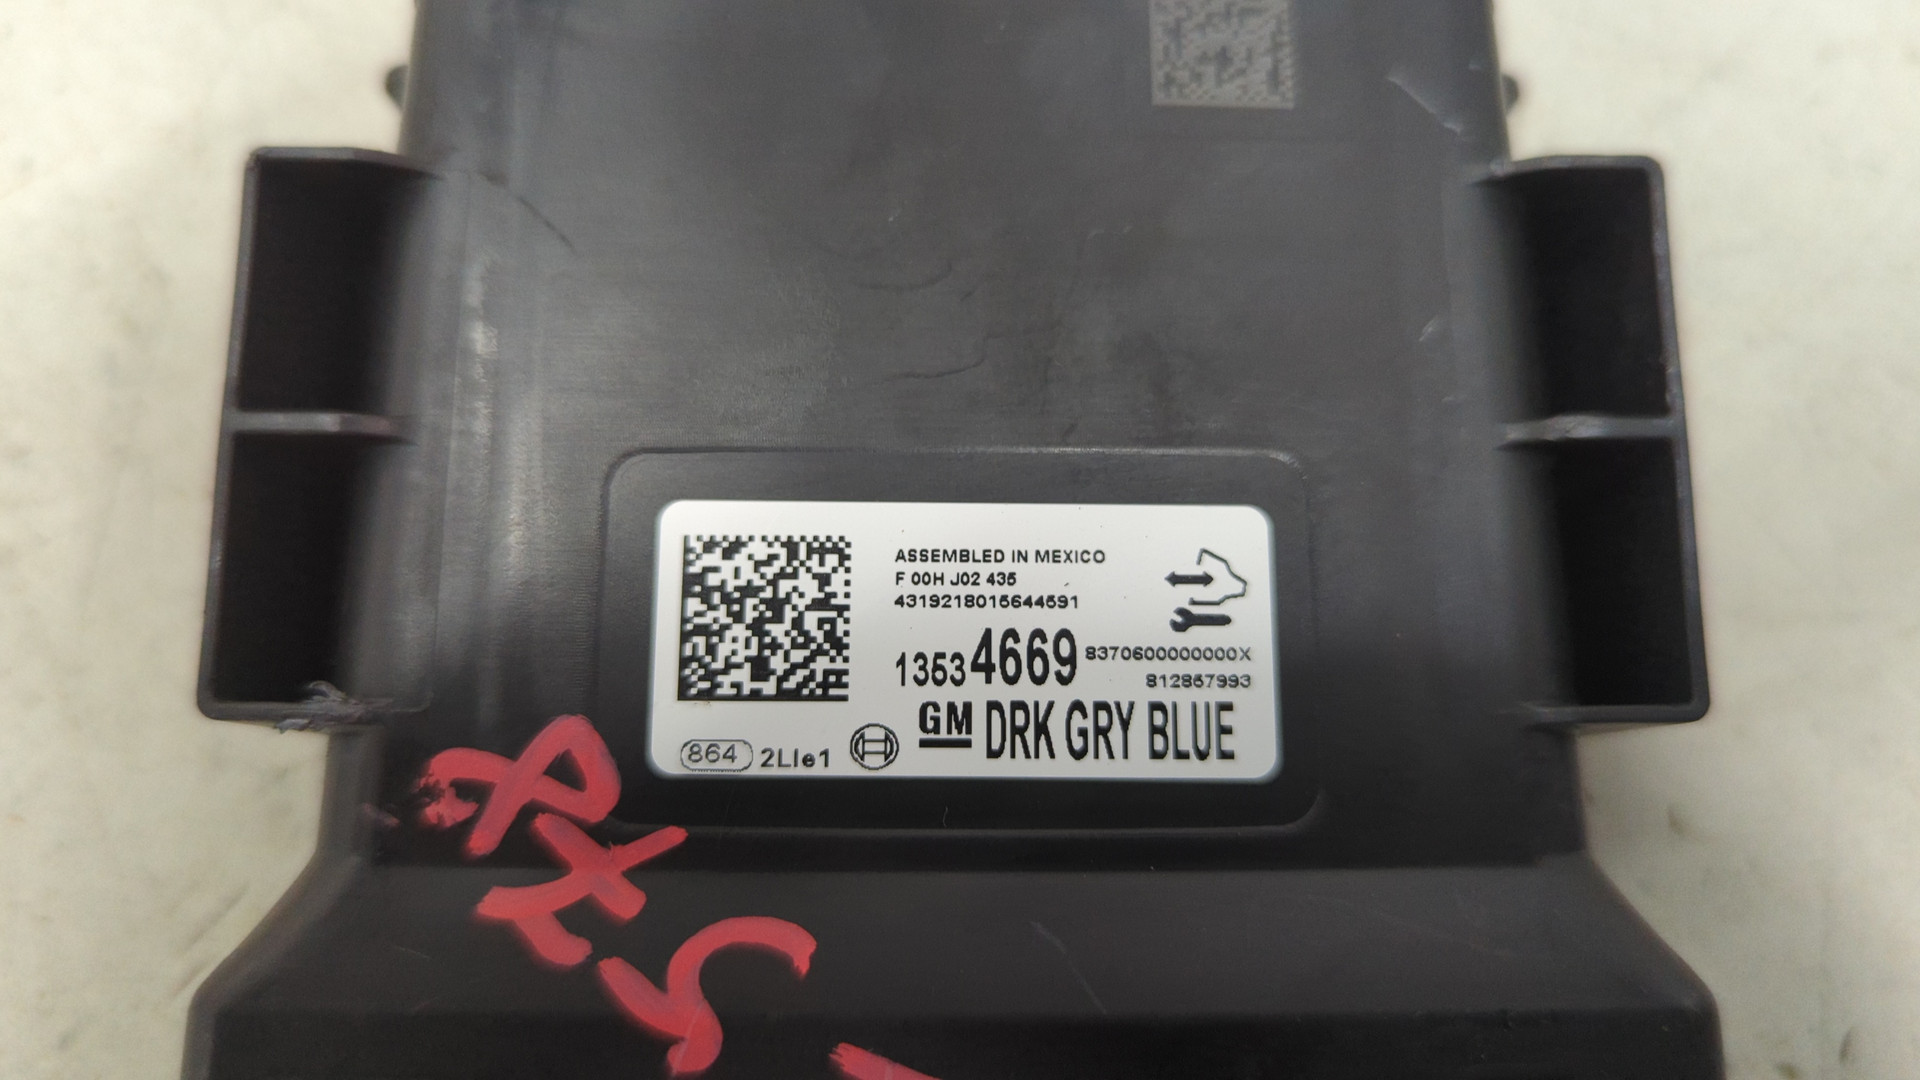 ASSEMBLED IN MEXICO
F 00H J02 435
4319218015644591
13534669
8370600000000X
812867993
GM DRK GRY BLUE
864 2LIe1